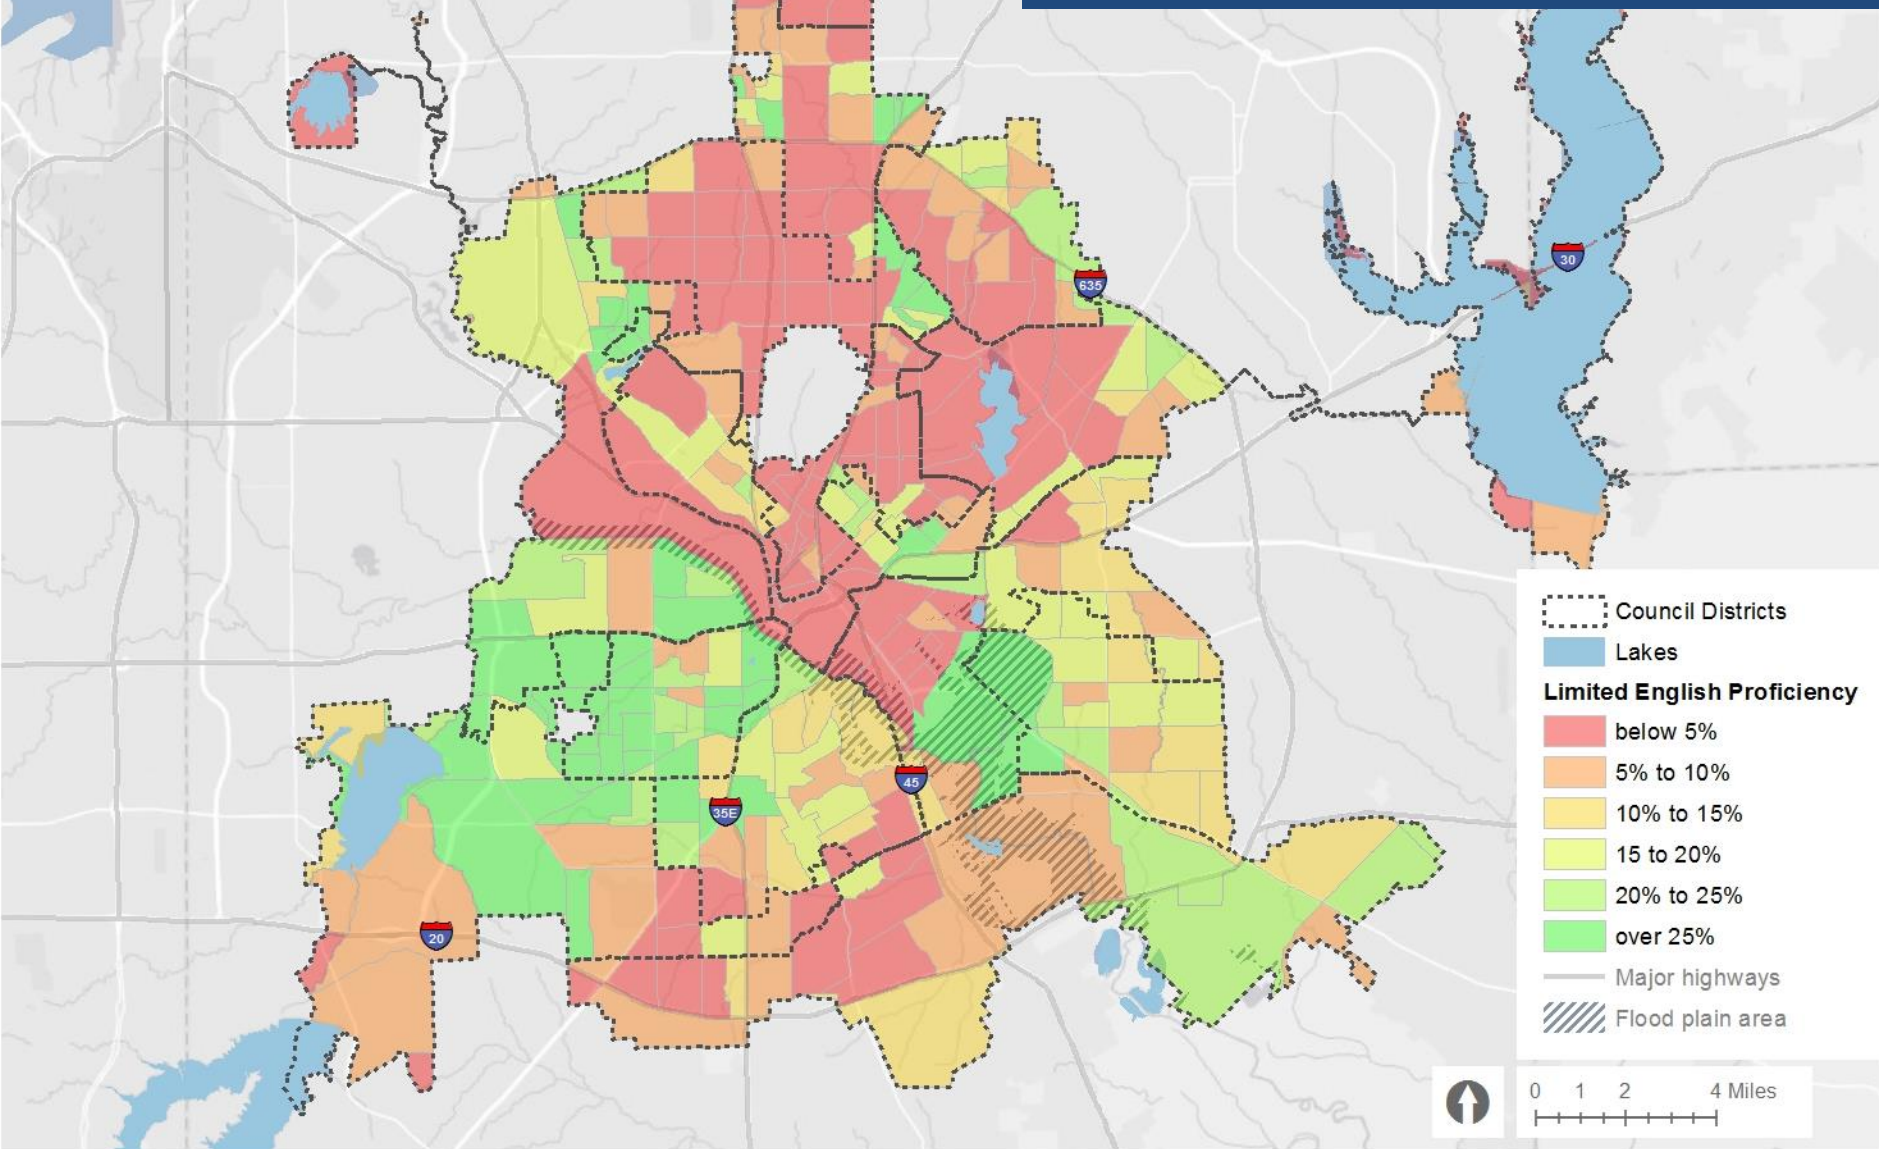 30
635
45
35E
20
Council Districts
Lakes
Limited English Proficiency
below 5%
5% to 10%
10% to 15%
15 to 20%
20% to 25%
over 25%
Major highways
Flood plain area
0 1 2 4 Miles